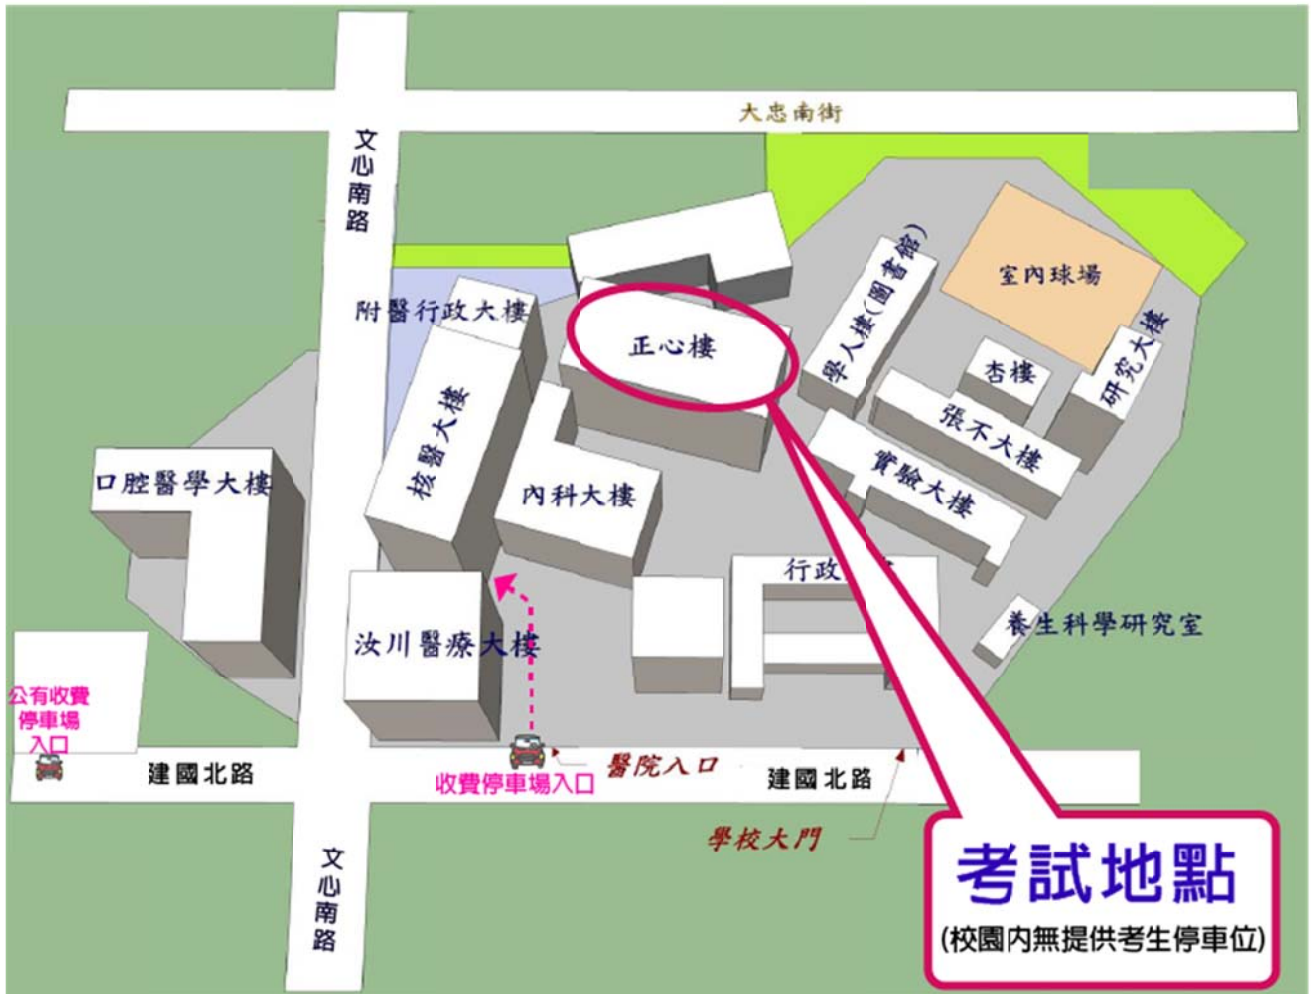 大忠南街
文心南路
室內球場
學人樓(圖書館)
附醫行政大樓
正心樓
研究大樓
杏樓
張不大樓
核醫大樓
實驗大樓
口腔醫學大樓
內科大樓
行政
養生科學研究室
汝川醫療大樓
公有收費
停車場
入口
建國北路
收費停車場入口
醫院入口
建國北路
學校大門
文心南路
考試地點
(校園內無提供考生停車位)